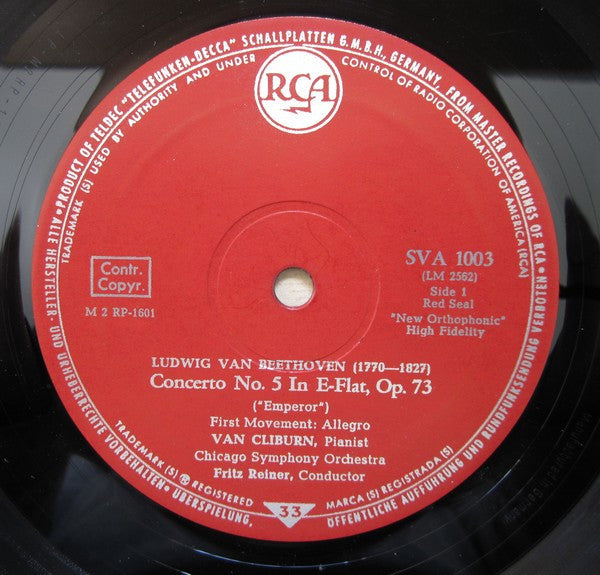 • PRODUCT OF TELDEC "TELEFUNKEN-DECCA" SCHALLPLATTEN G.M.B.H., GERMANY, FROM MASTER RECORDINGS OF RCA •
TRADEMARK (S) USED BY AUTHORITY AND UNDER CONTROL OF RADIO CORPORATION OF AMERICA (RCA)
RCA
Contr.
Copyr.
M 2 RP-1601
SVA 1003
(LM 2562)
Side 1
Red Seal
"New Orthophonic"
High Fidelity
LUDWIG VAN BEETHOVEN (1770—1827)
Concerto No. 5 In E-Flat, Op. 73
("Emperor")
First Movement: Allegro
VAN CLIBURN, Pianist
Chicago Symphony Orchestra
Fritz Reiner, Conductor
TRADEMARK (S) ® REGISTERED
33
MARCA (S) REGISTRADA (S)
ALLE HERSTELLER- UND URHEBERRECHTE VORBEHALTEN • ÜBERSPIELUNG, ÖFFENTLICHE AUFFÜHRUNG UND RUNDFUNKSENDUNG VERBOTEN